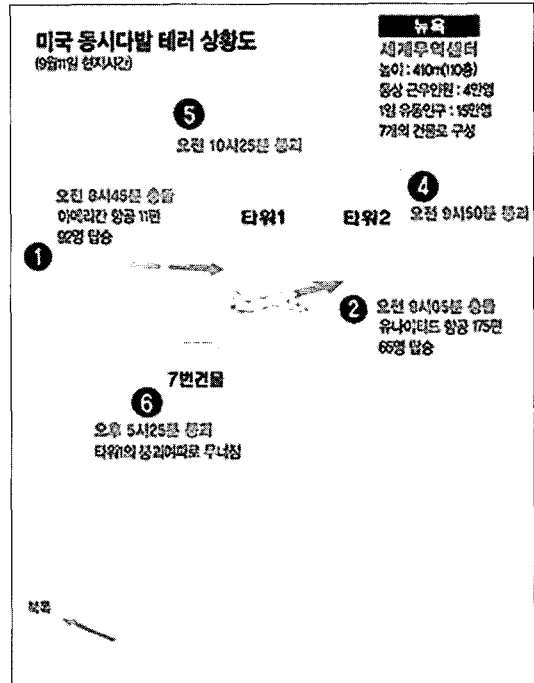 미국 동시다발 테러 상황도
(9월11일 현지시간)
뉴욕
세계무역센터
높이 : 410m(110층)
통상 근무인원 : 4만명
1일 유동인구 : 15만명
7개의 건물로 구성
5
오전 10시25분 붕괴
4
오전 9시50분 붕괴
오전 8시45분 충돌
아메리칸 항공 11편
92명 탑승
1
타워1
타워2
2
오전 9시05분 충돌
유나이티드 항공 175편
65명 탑승
7번건물
6
오후 5시25분 붕괴
타워1의 붕괴여파로 무너짐
북쪽